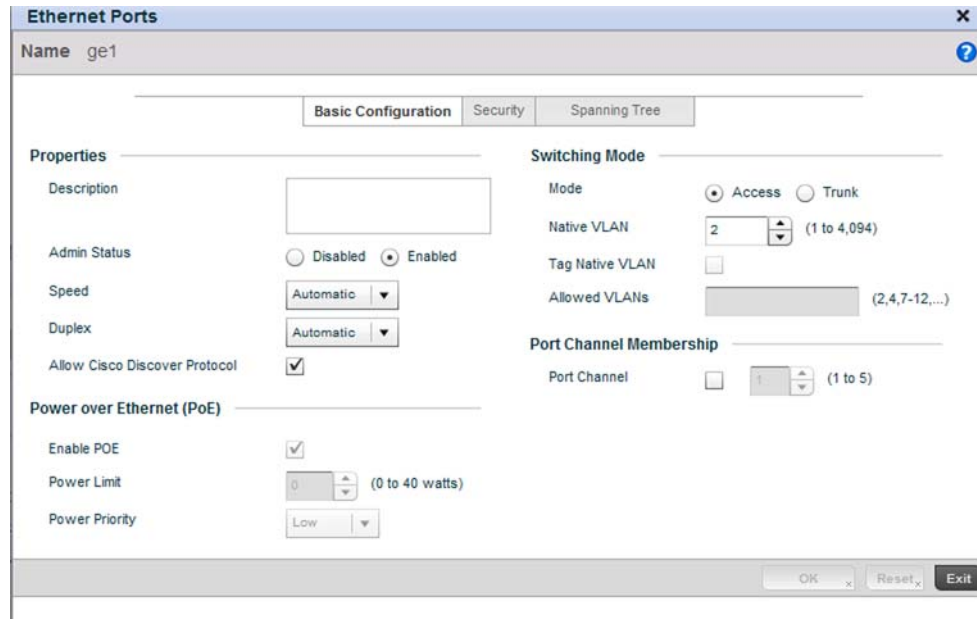 Ethernet Ports
Name ge1
Basic Configuration Security Spanning Tree
Properties
Description
Admin Status Disabled Enabled
Speed Automatic
Duplex Automatic
Allow Cisco Discover Protocol
Power over Ethernet (PoE)
Enable POE
Power Limit 0 (0 to 40 watts)
Power Priority Low
Switching Mode
Mode Access Trunk
Native VLAN 2 (1 to 4,094)
Tag Native VLAN
Allowed VLANs (2,4,7-12,...)
Port Channel Membership
Port Channel 1 (1 to 5)
OK Reset Exit